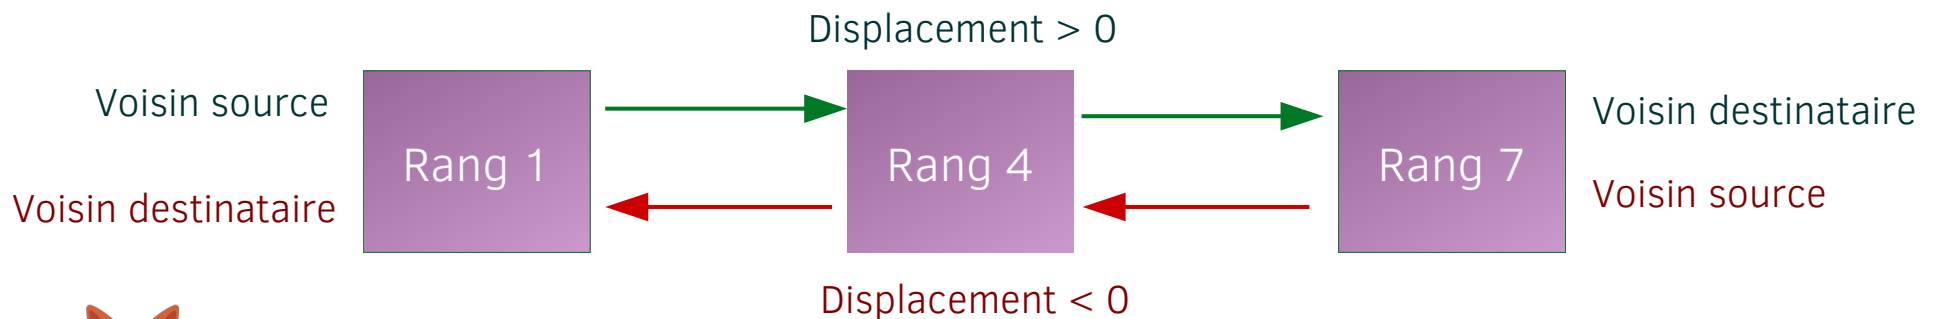 Displacement > 0
Voisin source
Voisin destinataire
Rang 1
Rang 4
Rang 7
Voisin destinataire
Voisin source
Displacement < 0